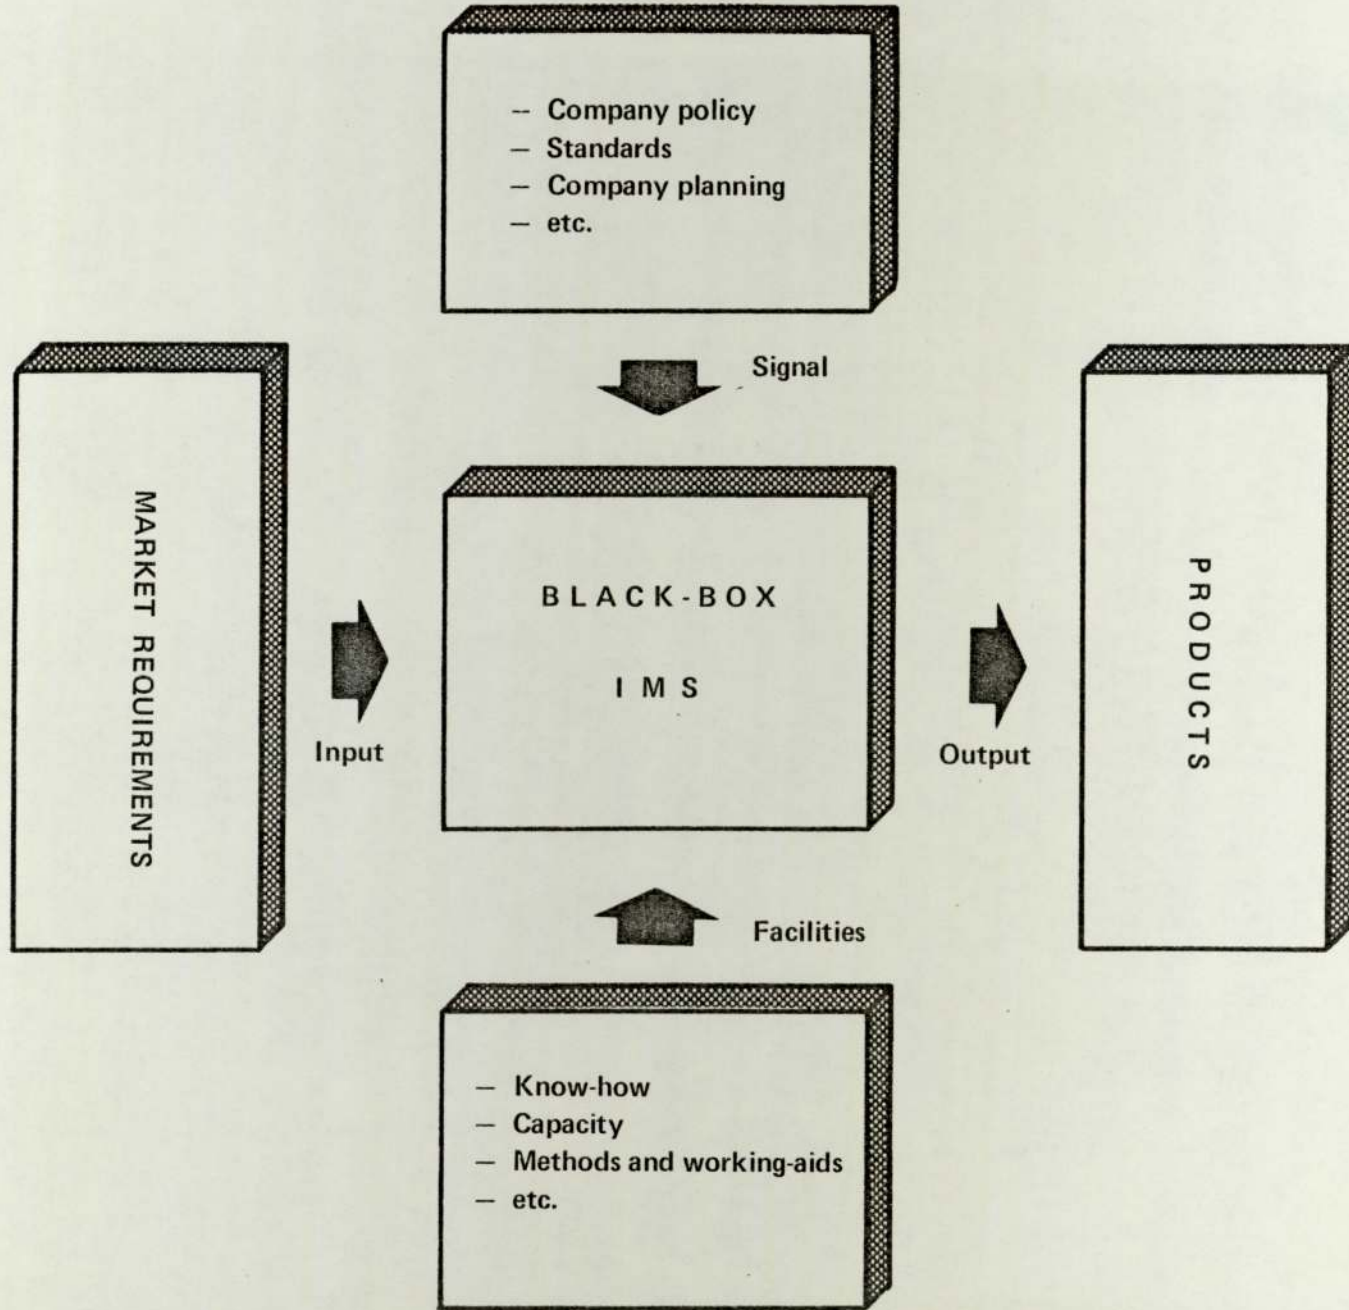 -- Company policy
— Standards
— Company planning
— etc.
Signal
MARKET REQUIREMENTS
Input
BLACK-BOX
IMS
Output
PRODUCTS
Facilities
— Know-how
— Capacity
— Methods and working-aids
— etc.